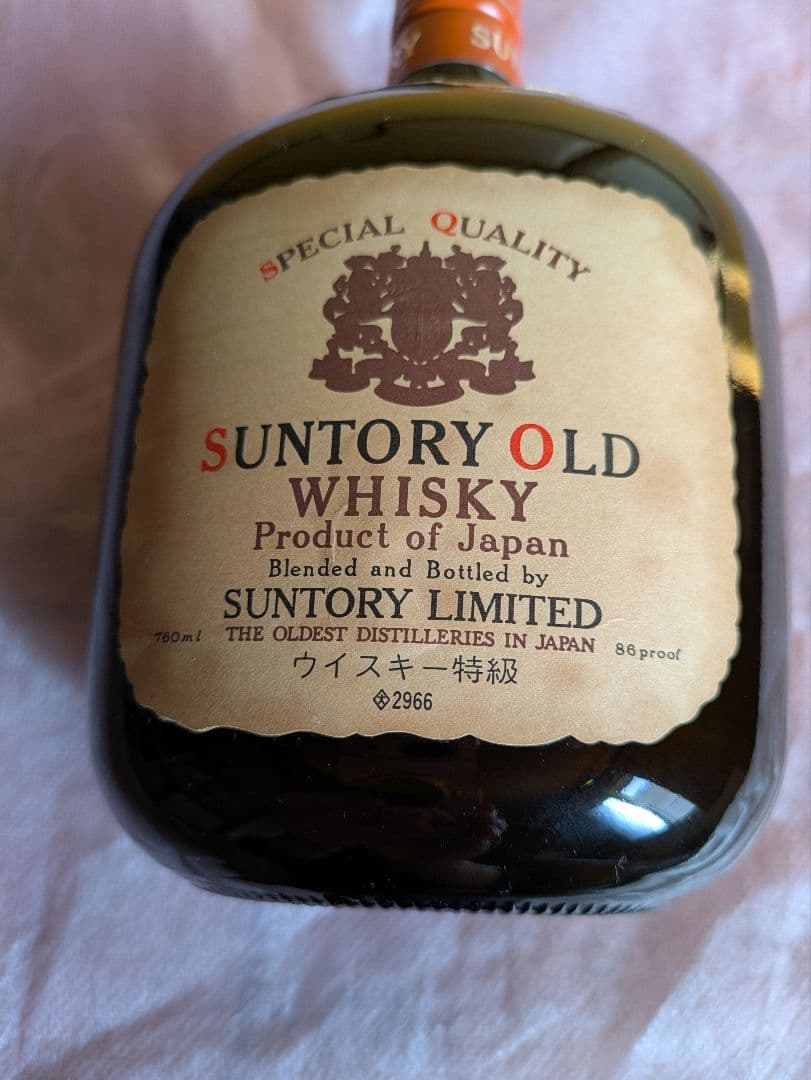 SPECIAL QUALITY
SUNTORY OLD
WHISKY
Product of Japan
Blended and Bottled by
SUNTORY LIMITED
760ml THE OLDEST DISTILLERIES IN JAPAN 86 proof
ウイスキー特級
2966